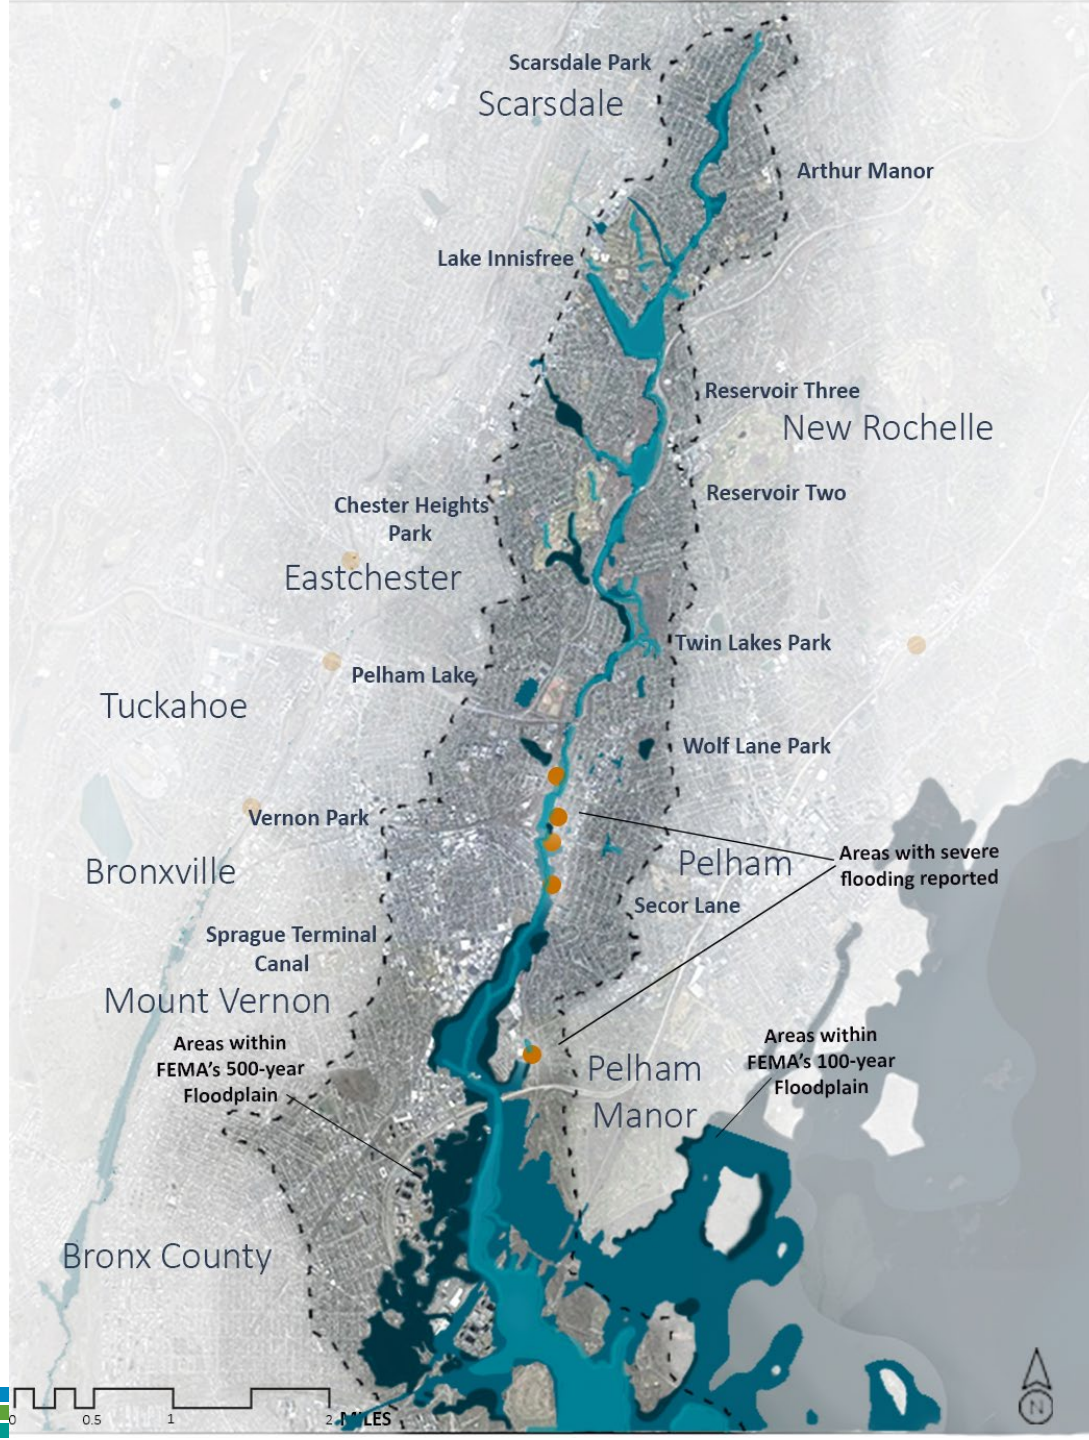 Scarsdale Park
Scarsdale
Arthur Manor
Lake Innisfree
Reservoir Three
New Rochelle
Reservoir Two
Chester Heights
Park
Eastchester
Twin Lakes Park
Pelham Lake
Tuckahoe
Wolf Lane Park
Vernon Park
Bronxville
Pelham
Areas with severe
flooding reported
Secor Lane
Sprague Terminal
Canal
Mount Vernon
Areas within
FEMA's 500-year
Floodplain
Areas within
FEMA's 100-year
Floodplain
Pelham
Manor
Bronx County
N
0 0.5 1 2 MILES